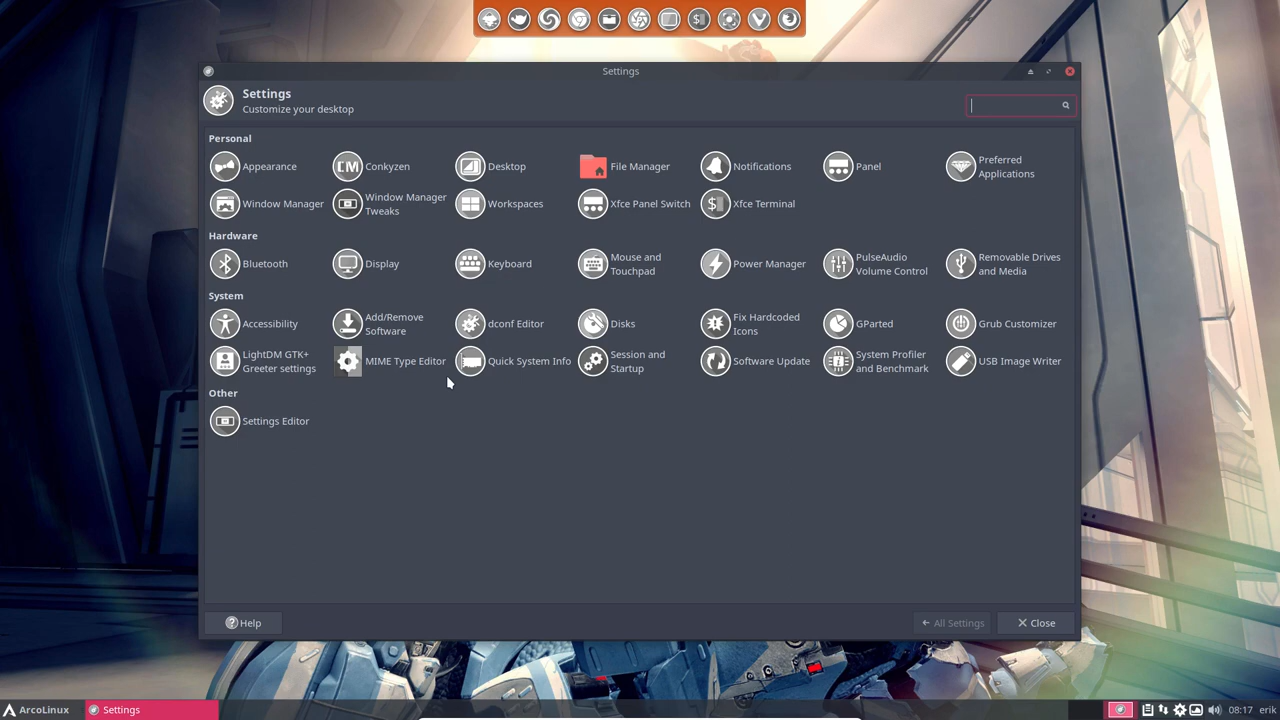 Settings
Settings
Customize your desktop
Personal
Appearance
Conkyzen
Desktop
File Manager
Notifications
Panel
Preferred
Applications
Window Manager
Window Manager
Tweaks
Workspaces
Xfce Panel Switch
Xfce Terminal
Hardware
Bluetooth
Display
Keyboard
Mouse and
Touchpad
Power Manager
PulseAudio
Volume Control
Removable Drives
and Media
System
Accessibility
Add/Remove
Software
dconf Editor
Disks
Fix Hardcoded
Icons
GParted
Grub Customizer
LightDM GTK+
Greeter settings
MIME Type Editor
Quick System Info
Session and
Startup
Software Update
System Profiler
and Benchmark
USB Image Writer
Other
Settings Editor
Help
All Settings
Close
ArcoLinux
Settings
08:17
erik